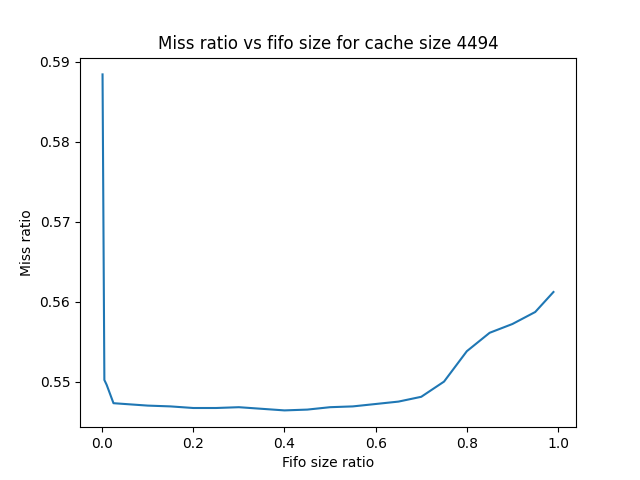 Miss ratio vs fifo size for cache size 4494
0.59
0.58
0.57
0.56
0.55
Miss ratio
0.0 0.2 0.4 0.6 0.8 1.0
Fifo size ratio